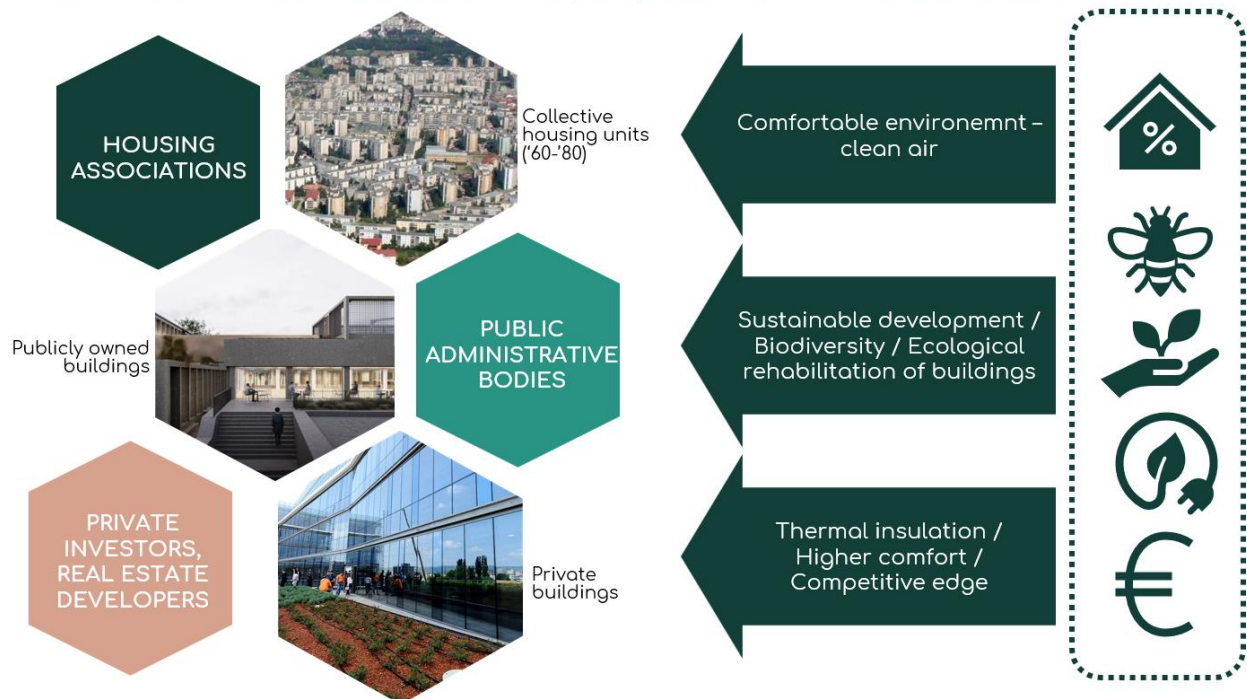 HOUSING
ASSOCIATIONS
Collective
housing units
(‘60-’80)
Comfortable environemnt –
clean air
%
Publicly owned
buildings
PUBLIC
ADMINISTRATIVE
BODIES
Sustainable development /
Biodiversity / Ecological
rehabilitation of buildings
PRIVATE
INVESTORS,
REAL ESTATE
DEVELOPERS
Private
buildings
Thermal insulation /
Higher comfort /
Competitive edge
€